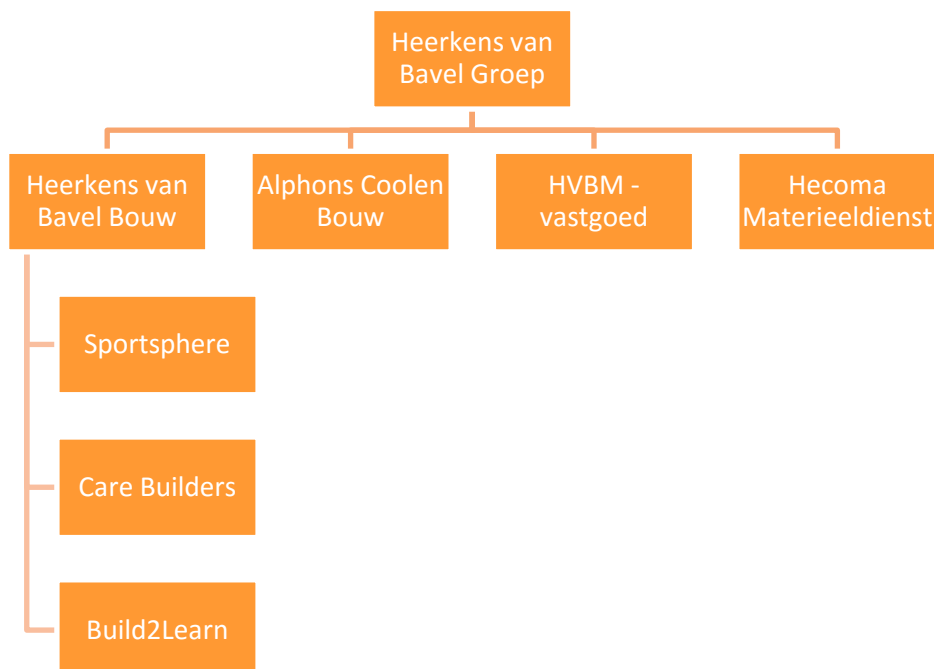 Heerkens van
Bavel Groep
Heerkens van
Bavel Bouw
Alphons Coolen
Bouw
HVBM -
vastgoed
Hecoma
Materieeldienst
Sportsphere
Care Builders
Build2Learn